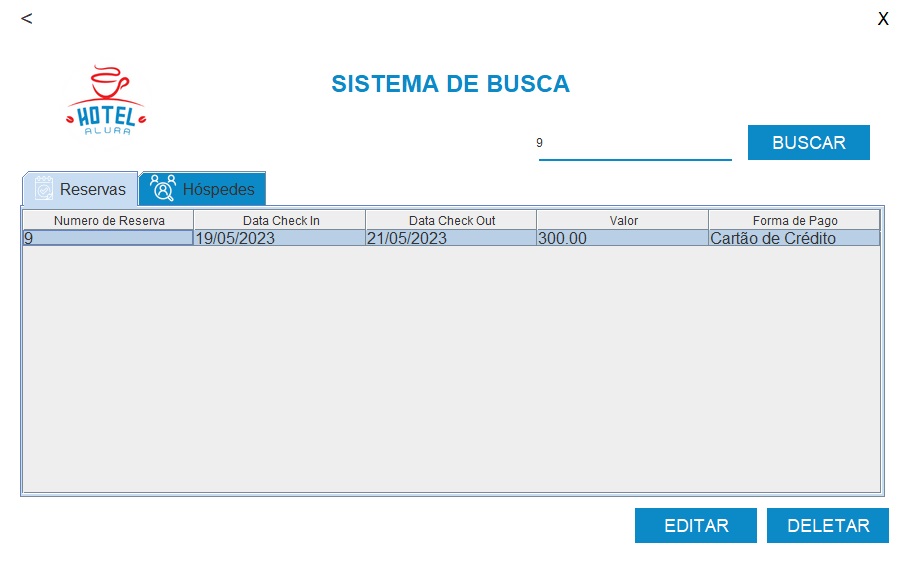 < X
SISTEMA DE BUSCA
HOTEL
ALURA
9 BUSCAR
Reservas Hóspedes
Numero de Reserva Data Check In Data Check Out Valor Forma de Pago
9 19/05/2023 21/05/2023 300.00 Cartão de Crédito
EDITAR DELETAR